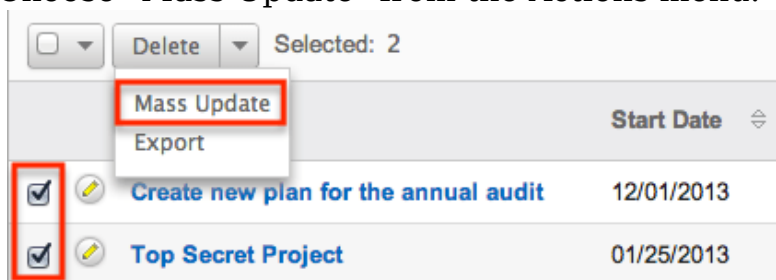 Choose "Mass Update" from the Actions menu.
Delete Selected: 2
Mass Update
Start Date
Export
Create new plan for the annual audit 12/01/2013
Top Secret Project 01/25/2013